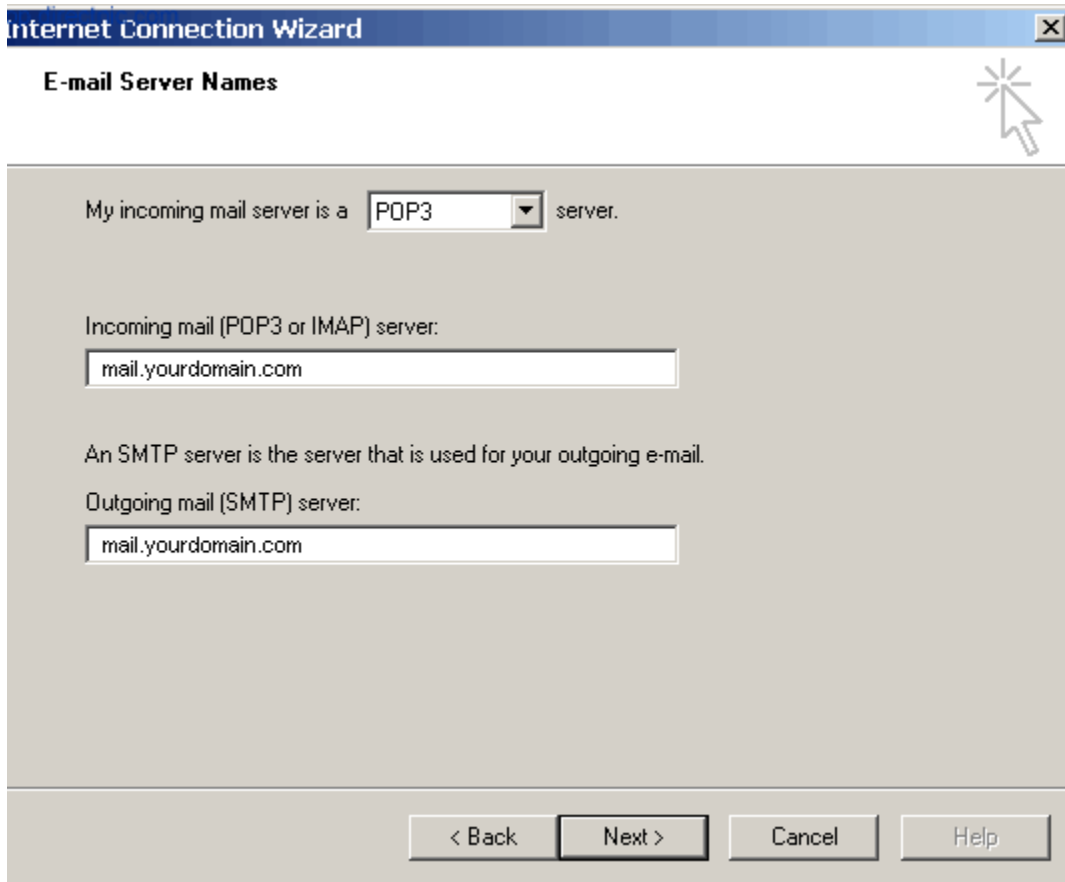 Internet Connection Wizard
E-mail Server Names
My incoming mail server is a POP3 server.
Incoming mail (POP3 or IMAP) server:
mail.yourdomain.com
An SMTP server is the server that is used for your outgoing e-mail.
Outgoing mail (SMTP) server:
mail.yourdomain.com
< Back Next > Cancel Help